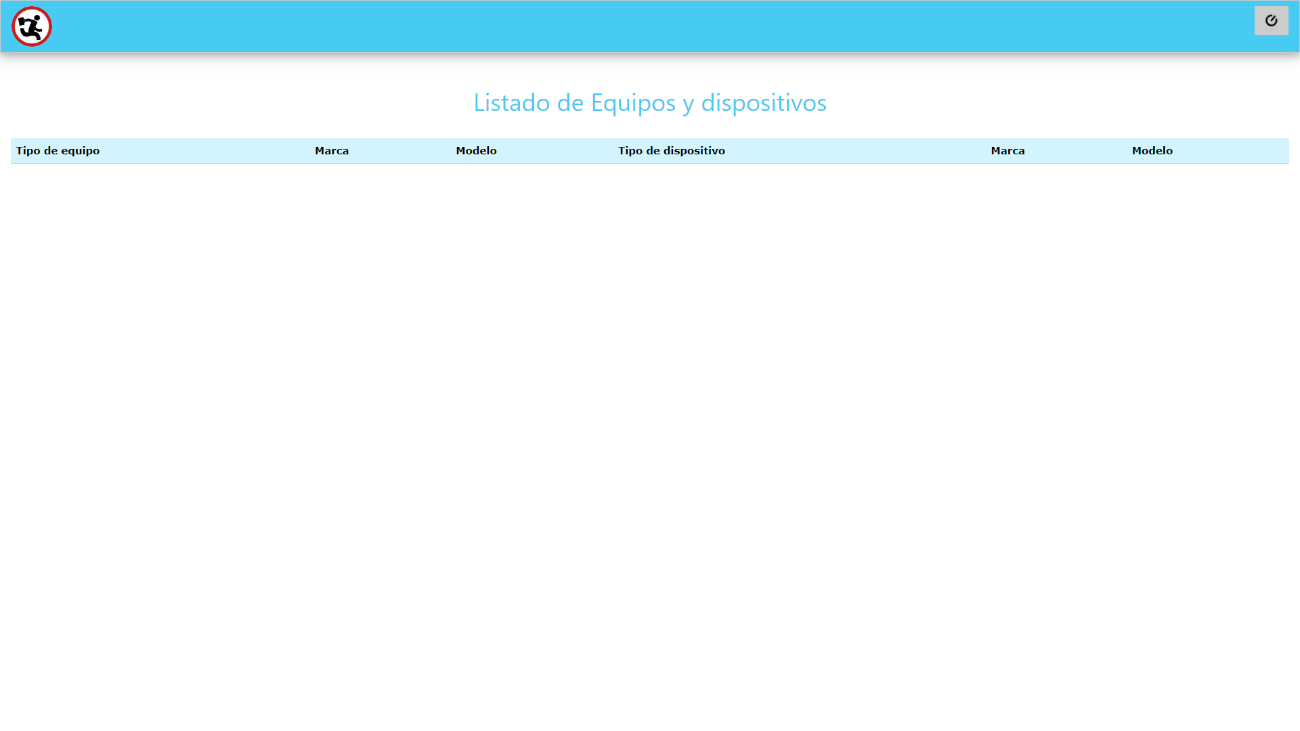 Listado de Equipos y dispositivos
Tipo de equipo Marca Modelo Tipo de dispositivo Marca Modelo